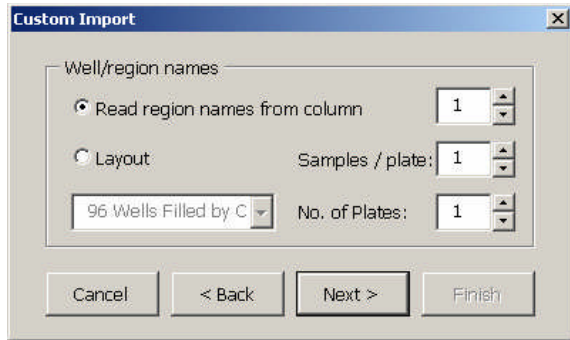 Custom Import
Well/region names
Read region names from column 1
Layout Samples / plate: 1
96 Wells Filled by C No. of Plates: 1
Cancel < Back Next > Finish